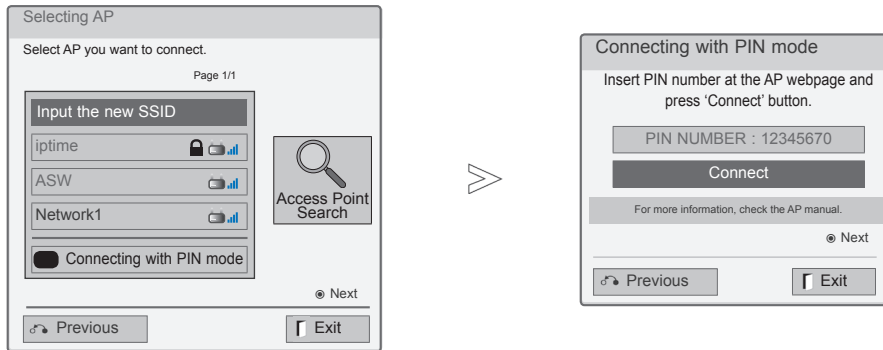 Selecting AP
Select AP you want to connect.
Page 1/1
Input the new SSID
iptime
ASW
Network1
Connecting with PIN mode
Access Point
Search
Next
Previous
Exit
Connecting with PIN mode
Insert PIN number at the AP webpage and
press ‘Connect’ button.
PIN NUMBER : 12345670
Connect
For more information, check the AP manual.
Next
Previous
Exit